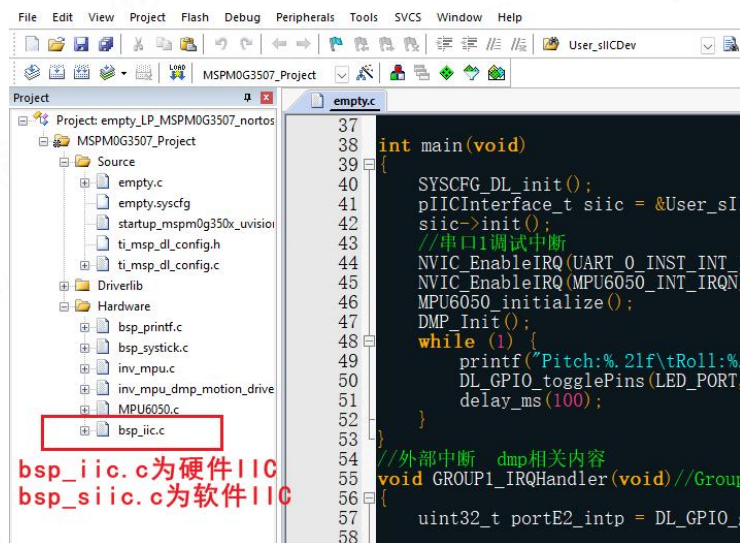 File Edit View Project Flash Debug Peripherals Tools SVCS Window Help
User_sIICDev
LOAD
MSPM0G3507_Project
Project
empty.c
Project: empty_LP_MSPM0G3507_nortos
MSPM0G3507_Project
Source
empty.c
empty.syscfg
startup_mspm0g350x_uvision
ti_msp_dl_config.h
ti_msp_dl_config.c
Driverlib
Hardware
bsp_printf.c
bsp_systick.c
inv_mpu.c
inv_mpu_dmp_motion_drive
MPU6050.c
bsp_iic.c
bsp_iic.c为硬件IIC
bsp_siic.c为软件IIC
37
38 int main(void)
39 {
40 SYSCFG_DL_init();
41 pIICInterface_t siic = &User_sI
42 siic->init();
43 //串口1调试中断
44 NVIC_EnableIRQ(UART_0_INST_INT_
45 NVIC_EnableIRQ(MPU6050_INT_IRQN
46 MPU6050_initialize();
47 DMP_Init();
48 while (1) {
49 printf("Pitch:%.2lf\tRoll:%
50 DL_GPIO_togglePins(LED_PORT,
51 delay_ms(100);
52 }
53 }
54 //外部中断 dmp相关内容
55 void GROUP1_IRQHandler(void)//Group
56 {
57 uint32_t portE2_intp = DL_GPIO_
58